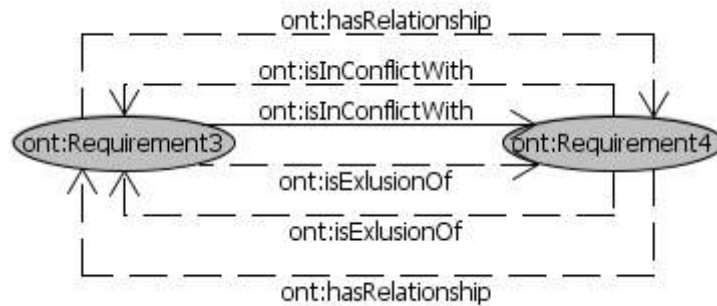 ont:hasRelationship
ont:isInConflictWith
ont:isInConflictWith
ont:Requirement3
ont:Requirement4
ont:isExlusionOf
ont:isExlusionOf
ont:hasRelationship